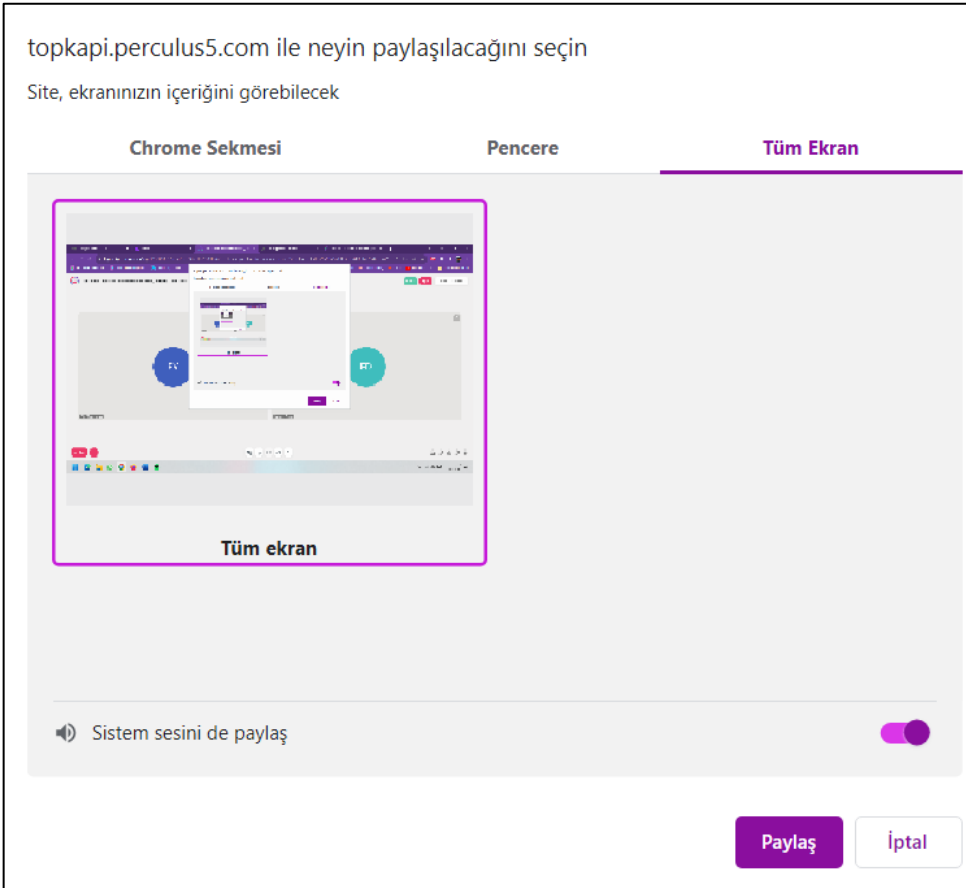 topkapi.perculus5.com ile neyin paylaşılacağını seçin
Site, ekranınızın içeriğini görebilecek
Chrome Sekmesi Pencere Tüm Ekran
Tüm ekran
Sistem sesini de paylaş
Paylaş İptal